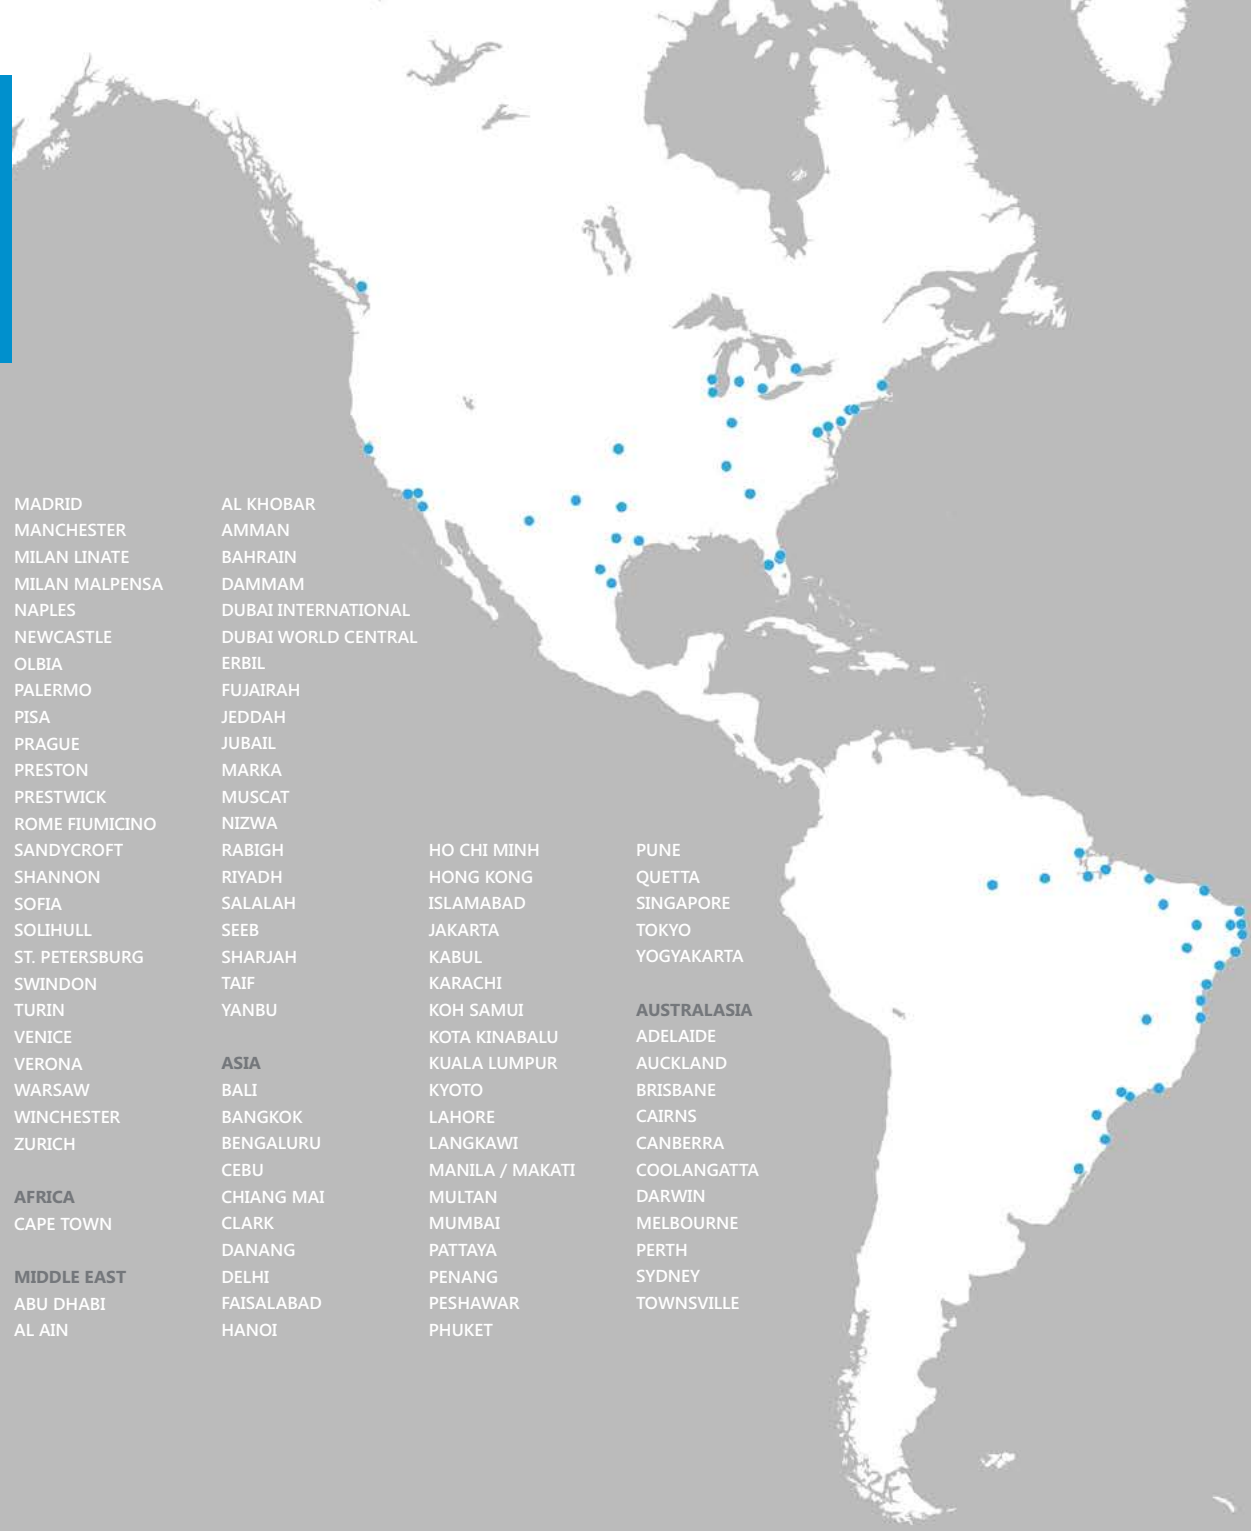 MADRID
MANCHESTER
MILAN LINATE
MILAN MALPENSA
NAPLES
NEWCASTLE
OLBIA
PALERMO
PISA
PRAGUE
PRESTON
PRESTWICK
ROME FIUMICINO
SANDYCROFT
SHANNON
SOFIA
SOLIHULL
ST. PETERSBURG
SWINDON
TURIN
VENICE
VERONA
WARSAW
WINCHESTER
ZURICH
AFRICA
CAPE TOWN
MIDDLE EAST
ABU DHABI
AL AIN
AL KHOBAR
AMMAN
BAHRAIN
DAMMAM
DUBAI INTERNATIONAL
DUBAI WORLD CENTRAL
ERBIL
FUJAIRAH
JEDDAH
JUBAIL
MARKA
MUSCAT
NIZWA
RABIGH
RIYADH
SALALAH
SEEB
SHARJAH
TAIF
YANBU
ASIA
BALI
BANGKOK
BENGALURU
CEBU
CHIANG MAI
CLARK
DANANG
DELHI
FAISALABAD
HANOI
HO CHI MINH
HONG KONG
ISLAMABAD
JAKARTA
KABUL
KARACHI
KOH SAMUI
KOTA KINABALU
KUALA LUMPUR
KYOTO
LAHORE
LANGKAWI
MANILA / MAKATI
MULTAN
MUMBAI
PATTAYA
PENANG
PESHAWAR
PHUKET
PUNE
QUETTA
SINGAPORE
TOKYO
YOGYAKARTA
AUSTRALASIA
ADELAIDE
AUCKLAND
BRISBANE
CAIRNS
CANBERRA
COOLANGATTA
DARWIN
MELBOURNE
PERTH
SYDNEY
TOWNSVILLE